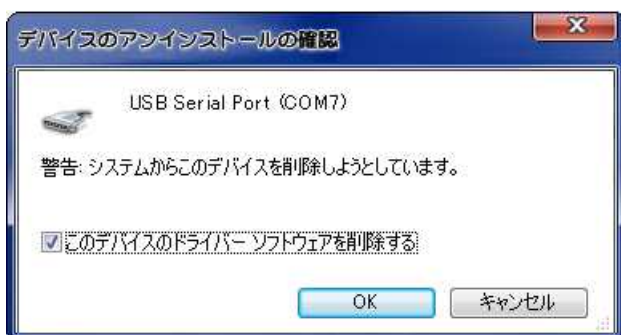 デバイスのアンインストールの確認
USB Serial Port (COM7)
警告: システムからこのデバイスを削除しようとしています。
このデバイスのドライバー ソフトウェアを削除する
OK
キャンセル